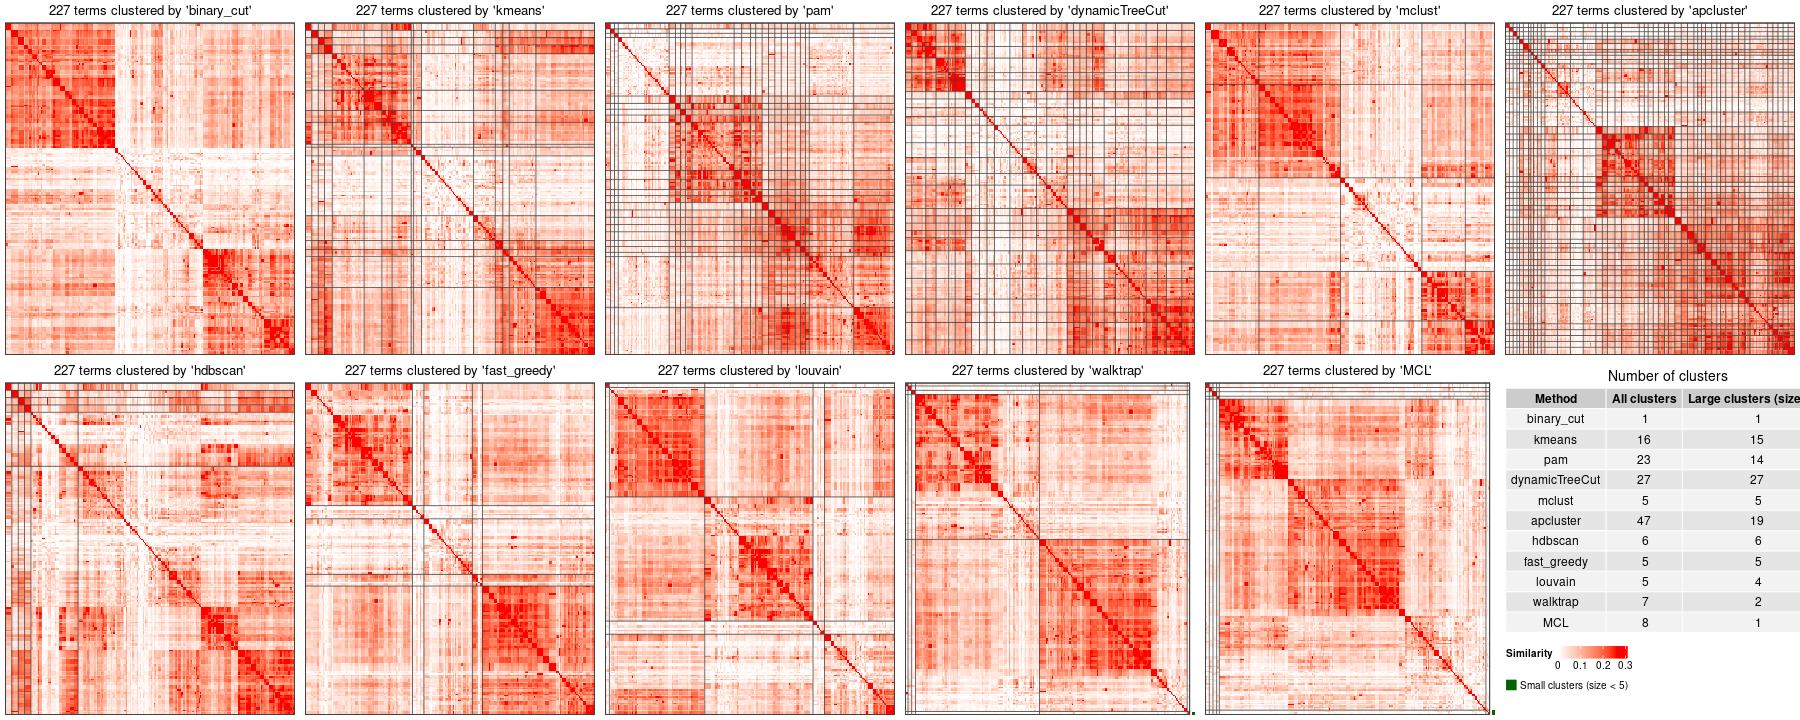 227 terms clustered by 'binary_cut'
227 terms clustered by 'kmeans'
227 terms clustered by 'pam'
227 terms clustered by 'dynamicTreeCut'
227 terms clustered by 'mclust'
227 terms clustered by 'apcluster'
227 terms clustered by 'hdbscan'
227 terms clustered by 'fast_greedy'
227 terms clustered by 'louvain'
227 terms clustered by 'walktrap'
227 terms clustered by 'MCL'
Number of clusters
Method All clusters Large clusters (size
binary_cut 1 1
kmeans 16 15
pam 23 14
dynamicTreeCut 27 27
mclust 5 5
apcluster 47 19
hdbscan 6 6
fast_greedy 5 5
louvain 5 4
walktrap 7 2
MCL 8 1
Similarity
0 0.1 0.2 0.3
Small clusters (size < 5)